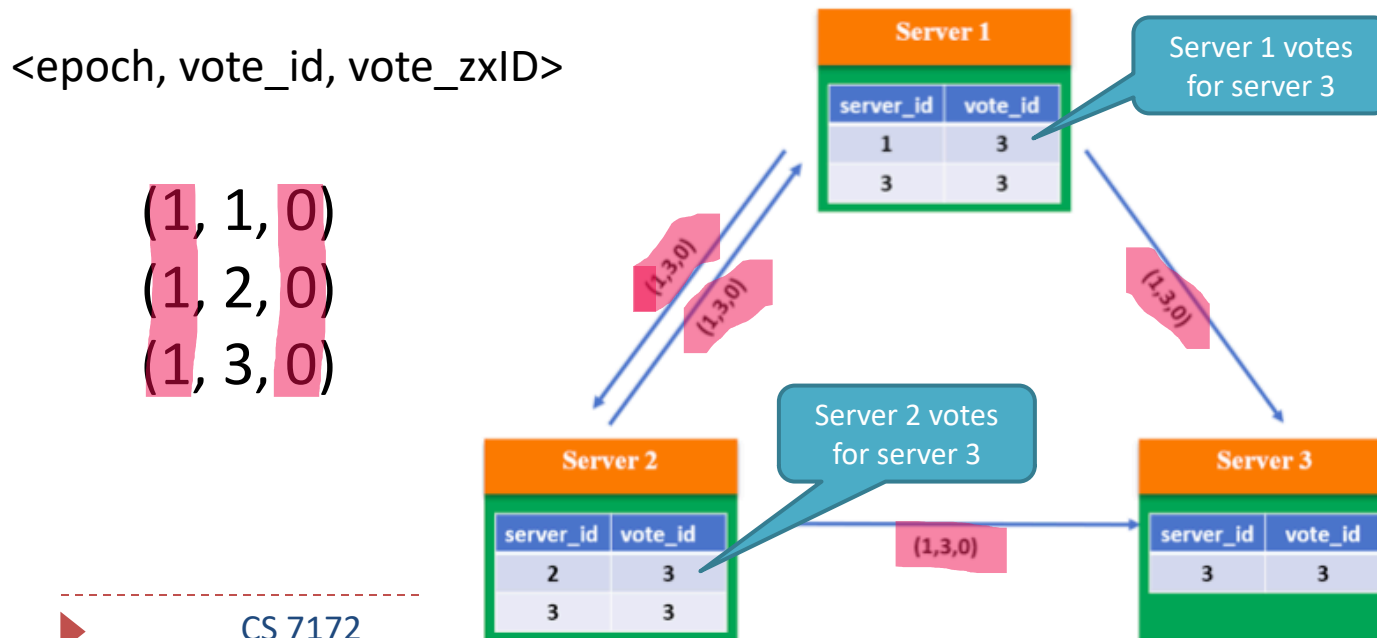 <epoch, vote_id, vote_zxID>
(1, 1, 0)
(1, 2, 0)
(1, 3, 0)
Server 1
server_id vote_id
1 3
3 3
Server 1 votes
for server 3
(1,3,0)
(1,3,0)
(1,3,0)
Server 2 votes
for server 3
Server 2
server_id vote_id
2 3
3 3
(1,3,0)
Server 3
server_id vote_id
3 3
CS 7172